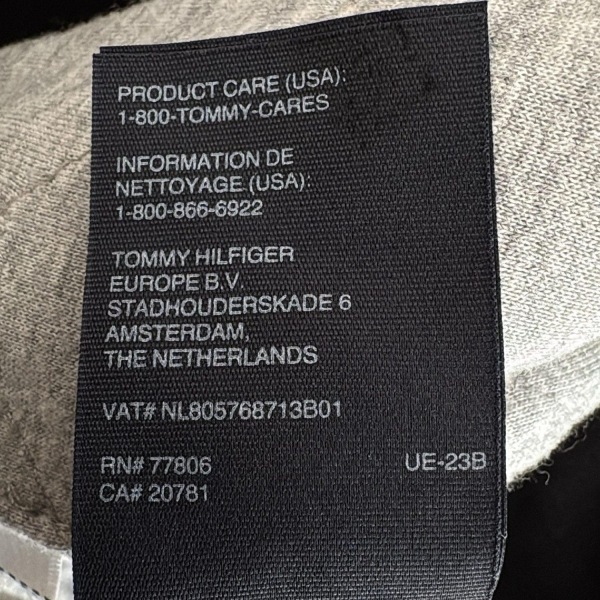 PRODUCT CARE (USA):
1-800-TOMMY-CARES
INFORMATION DE
NETTOYAGE (USA):
1-800-866-6922
TOMMY HILFIGER
EUROPE B.V.
STADHOUDERSKADE 6
AMSTERDAM,
THE NETHERLANDS
VAT# NL805768713B01
RN# 77806 UE-23B
CA# 20781